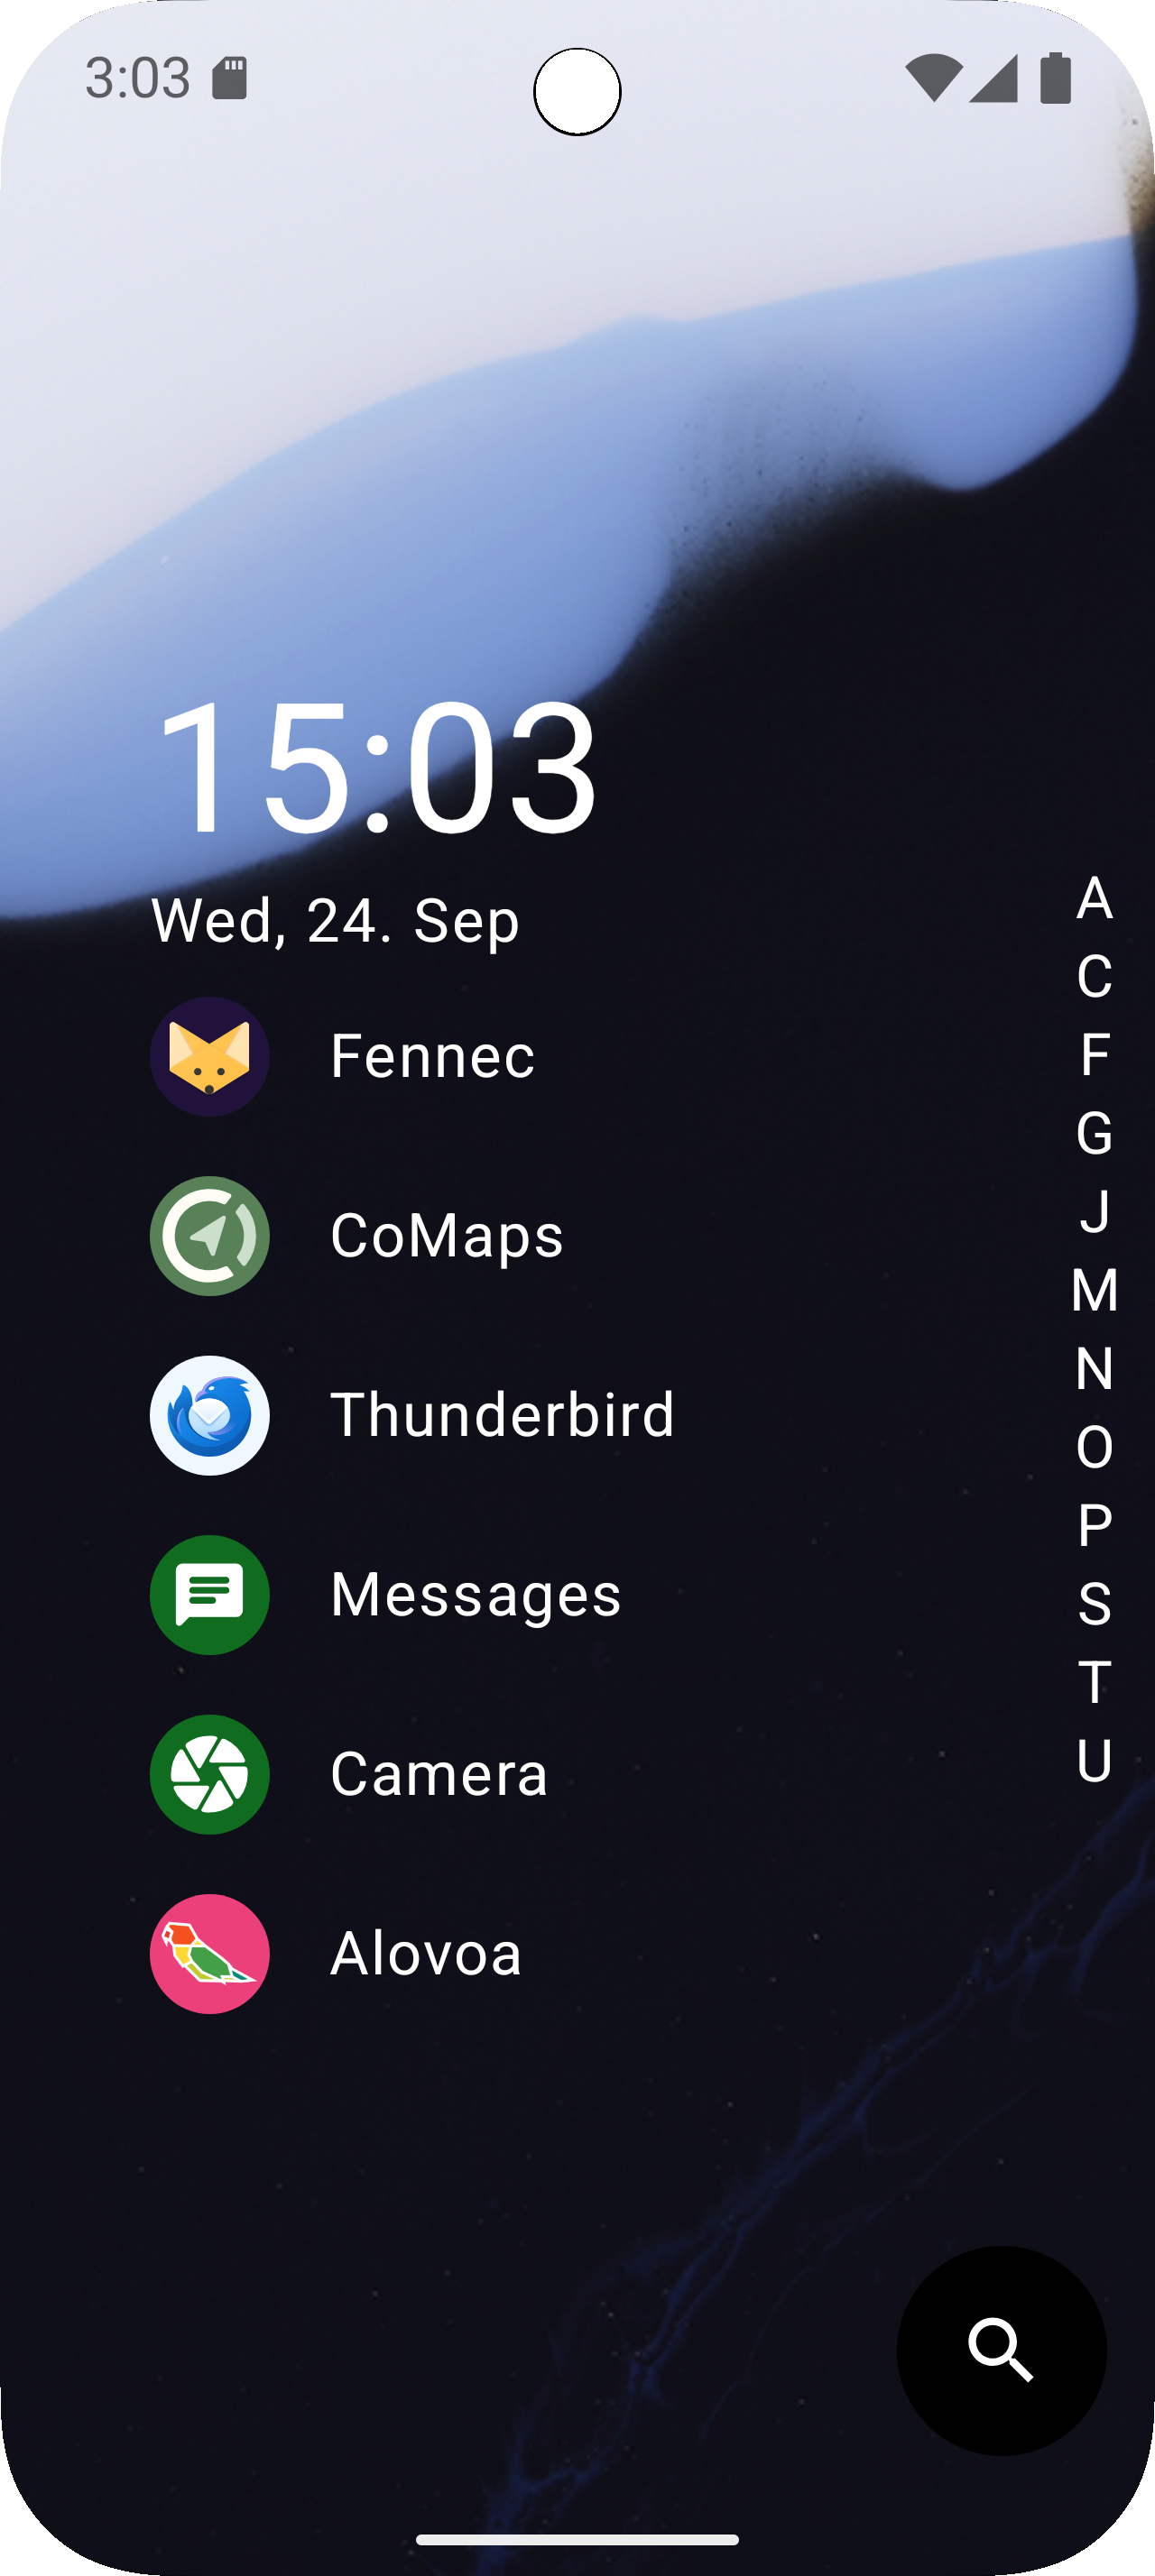 3:03
15:03
Wed, 24. Sep
Fennec
CoMaps
Thunderbird
Messages
Camera
Alovoa
A
C
F
G
J
M
N
O
P
S
T
U